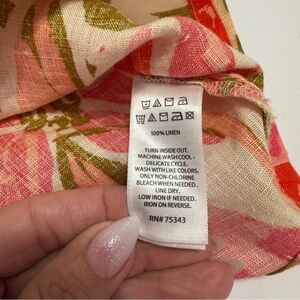 100% LINEN
TURN INSIDE OUT.
MACHINE WASH COOL -
DELICATE CYCLE.
WASH WITH LIKE COLORS.
ONLY NON-CHLORINE
BLEACH WHEN NEEDED.
LINE DRY.
LOW IRON IF NEEDED.
IRON ON REVERSE.
RN# 75343